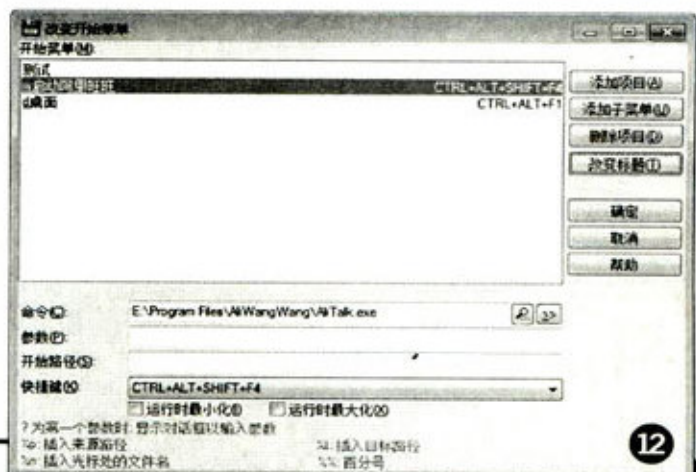 改变开始菜单
开始菜单(M)
测试
CTRL+ALT+SHIFT+F4
d桌面 CTRL+ALT+F1
添加项目(A)
添加子菜单(U)
删除项目(D)
改变标题(T)
确定
取消
帮助
命令(C): E:\Program Files\AliWangWang\AliTalk.exe >>
参数(P):
开始路径(S):
快捷键(K) CTRL+ALT+SHIFT+F4
运行时最小化(I) 运行时最大化(X)
?为第一个参数时: 显示对话框以输入参数
%p: 插入来源路径 插入目标路径
%n: 插入光标处的文件名 %%: 百分号
12